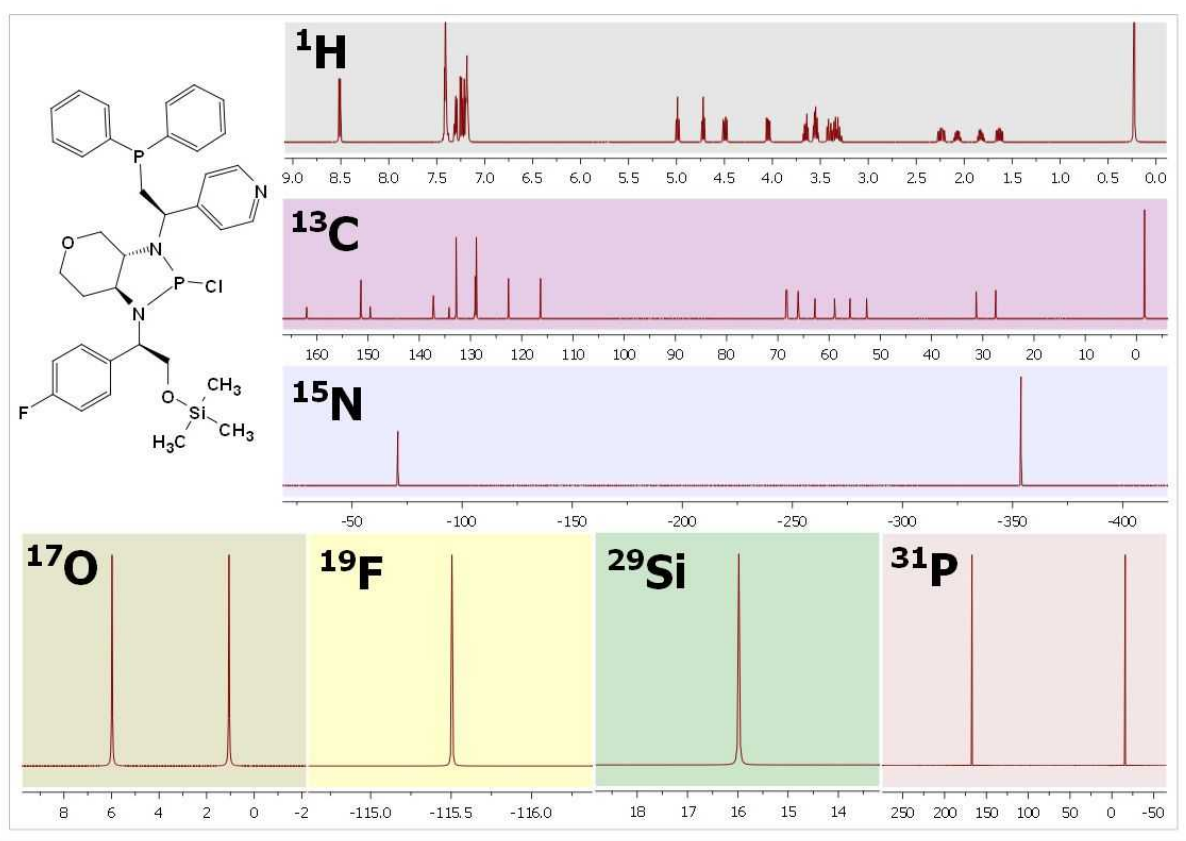 ¹H
9.0 8.5 8.0 7.5 7.0 6.5 6.0 5.5 5.0 4.5 4.0 3.5 3.0 2.5 2.0 1.5 1.0 0.5 0.0
P
N
O
N
P Cl
N
F
O
Si
CH₃
H₃C
CH₃
¹³C
160 150 140 130 120 110 100 90 80 70 60 50 40 30 20 10 0
¹⁵N
-50 -100 -150 -200 -250 -300 -350 -400
¹⁷O
8 6 4 2 0 -2
¹⁹F
-115.0 -115.5 -116.0
²⁹Si
18 17 16 15 14
³¹P
250 200 150 100 50 0 -50